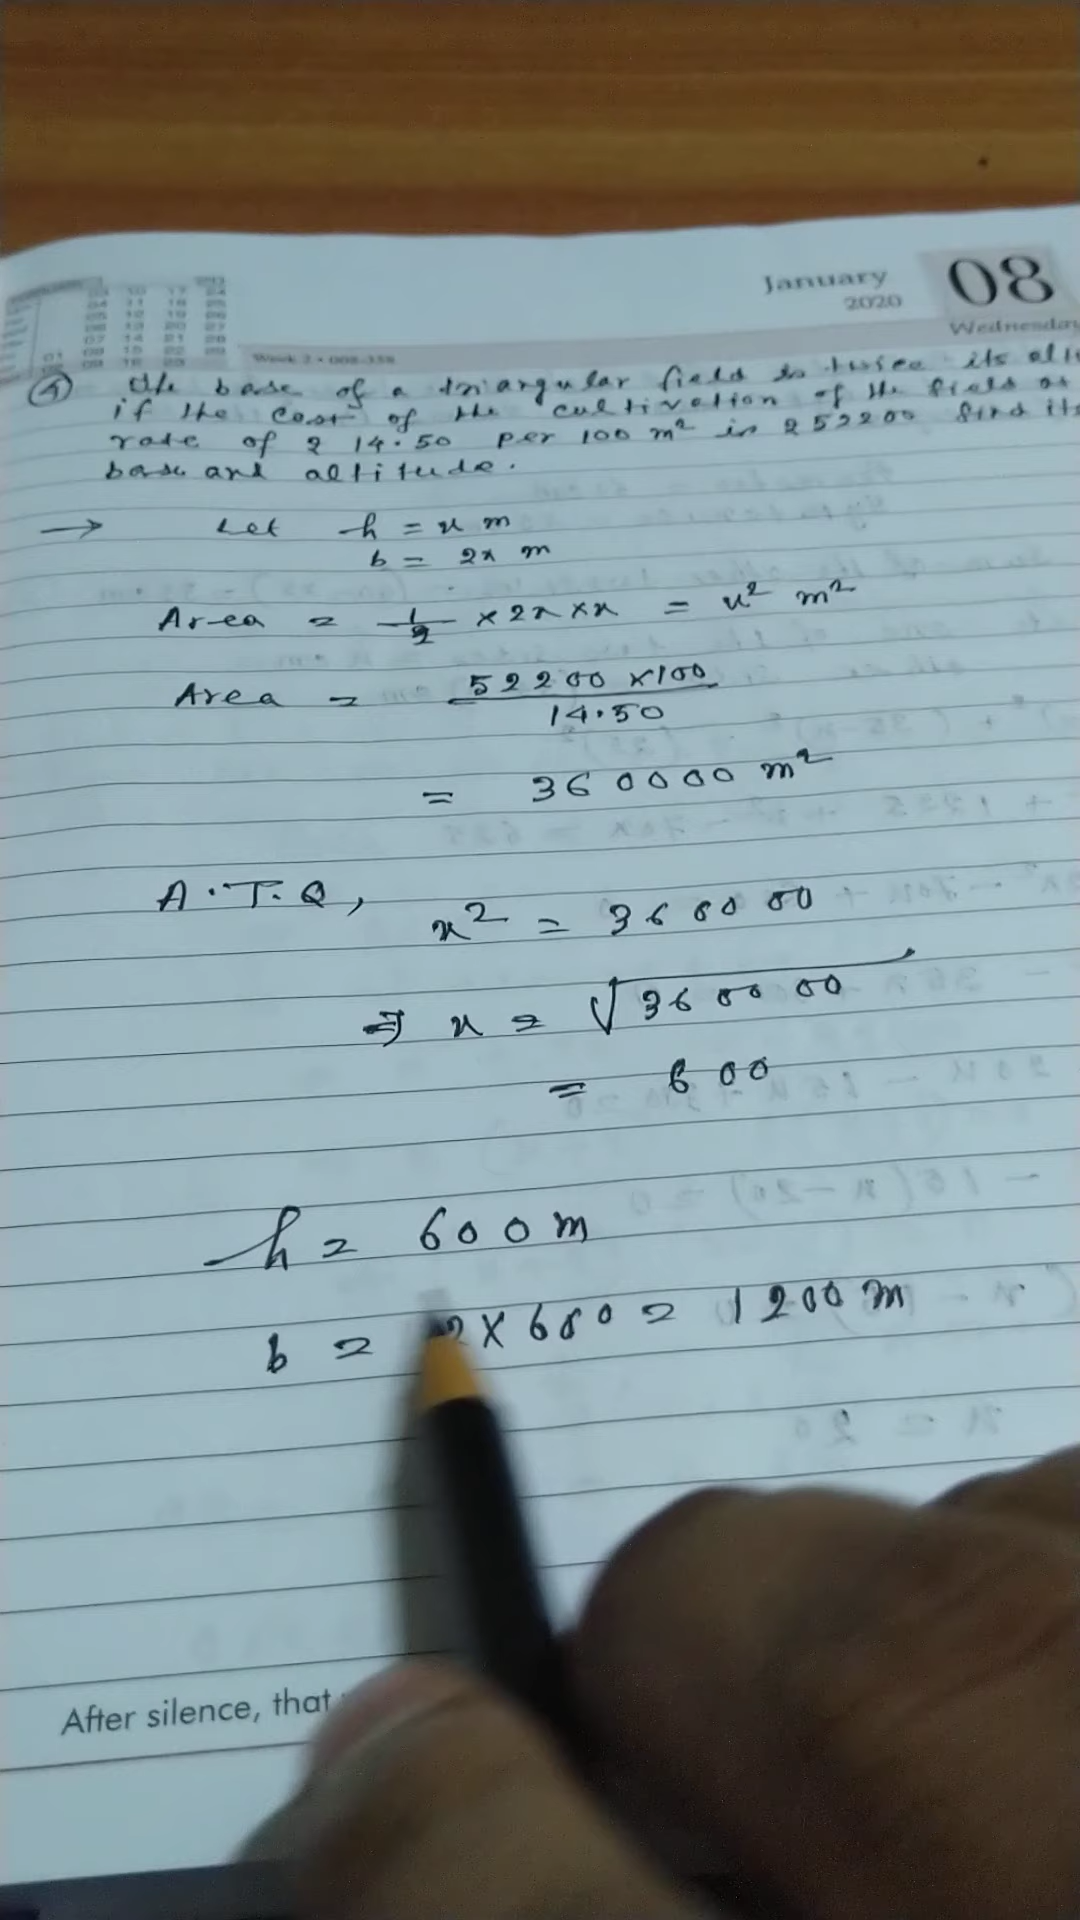 January
2020
08
Wednesday
Week 2 • 008-358
the base of a triangular field is twice its alti
if the cost of the cultivation of the field at
rate of ₹ 14.50 per 100 m² is ₹ 52200 find its
base and altitude.
→ Let h = x m
b = 2x m
Area = 1/2 × 2x × x = x² m²
Area = 52200 × 100 / 14.50
= 360000 m²
A.T.Q,
x² = 360000
⇒ x = √360000
= 600
h = 600 m
b = 2 × 600 = 1200 m
After silence, that